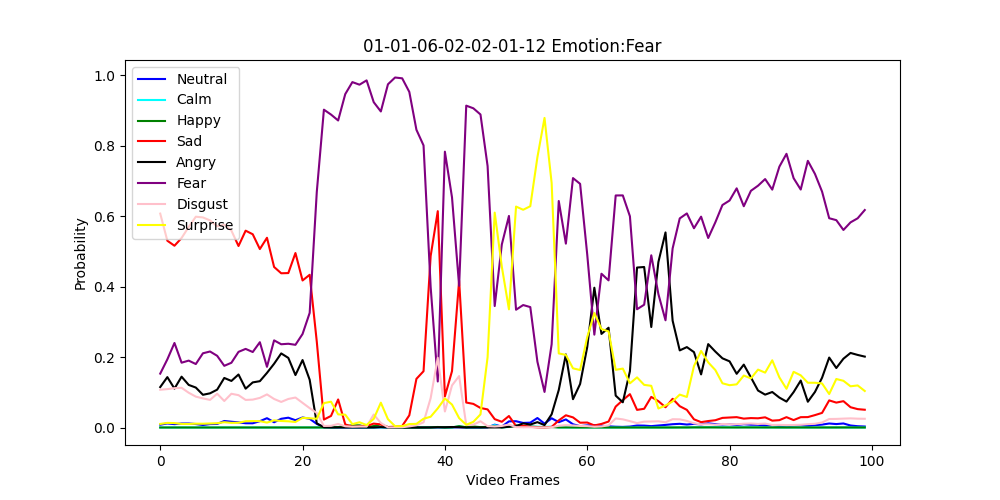 01-01-06-02-02-01-12 Emotion:Fear
1.0
0.8
0.6
0.4
0.2
0.0
Probability
Neutral
Calm
Happy
Sad
Angry
Fear
Disgust
Surprise
0 20 40 60 80 100
Video Frames